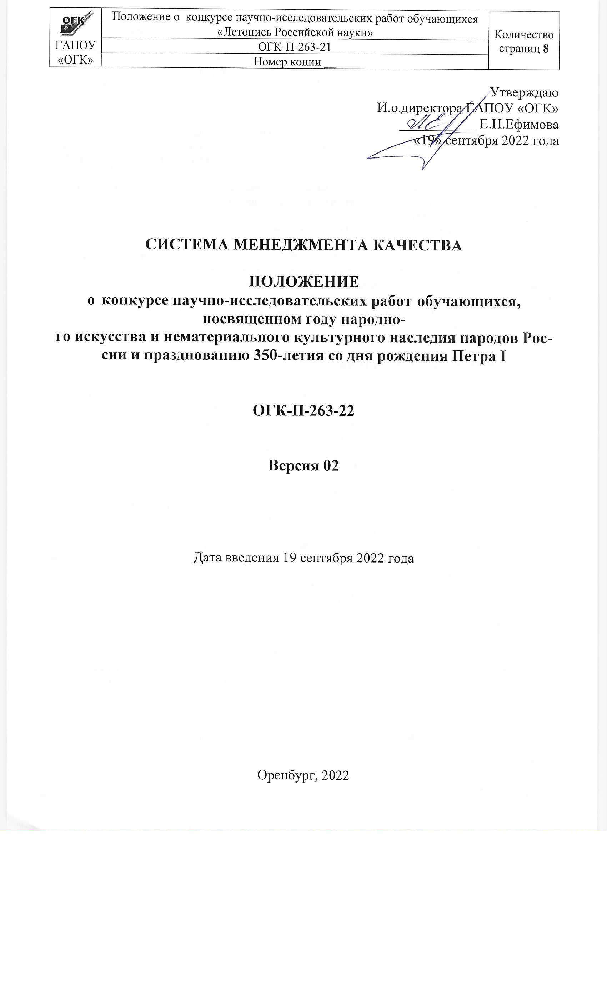 ОГК
ГАПОУ
«ОГК»
Положение о конкурсе научно-исследовательских работ обучающихся
«Летопись Российской науки»
ОГК-П-263-21
Номер копии __
Количество
страниц 8
Утверждаю
И.о.директора ГАПОУ «ОГК»
____________ Е.Н.Ефимова
«19» сентября 2022 года
СИСТЕМА МЕНЕДЖМЕНТА КАЧЕСТВА
ПОЛОЖЕНИЕ
о конкурсе научно-исследовательских работ обучающихся,
посвященном году народно-
го искусства и нематериального культурного наследия народов Рос-
сии и празднованию 350-летия со дня рождения Петра I
ОГК-П-263-22
Версия 02
Дата введения 19 сентября 2022 года
Оренбург, 2022